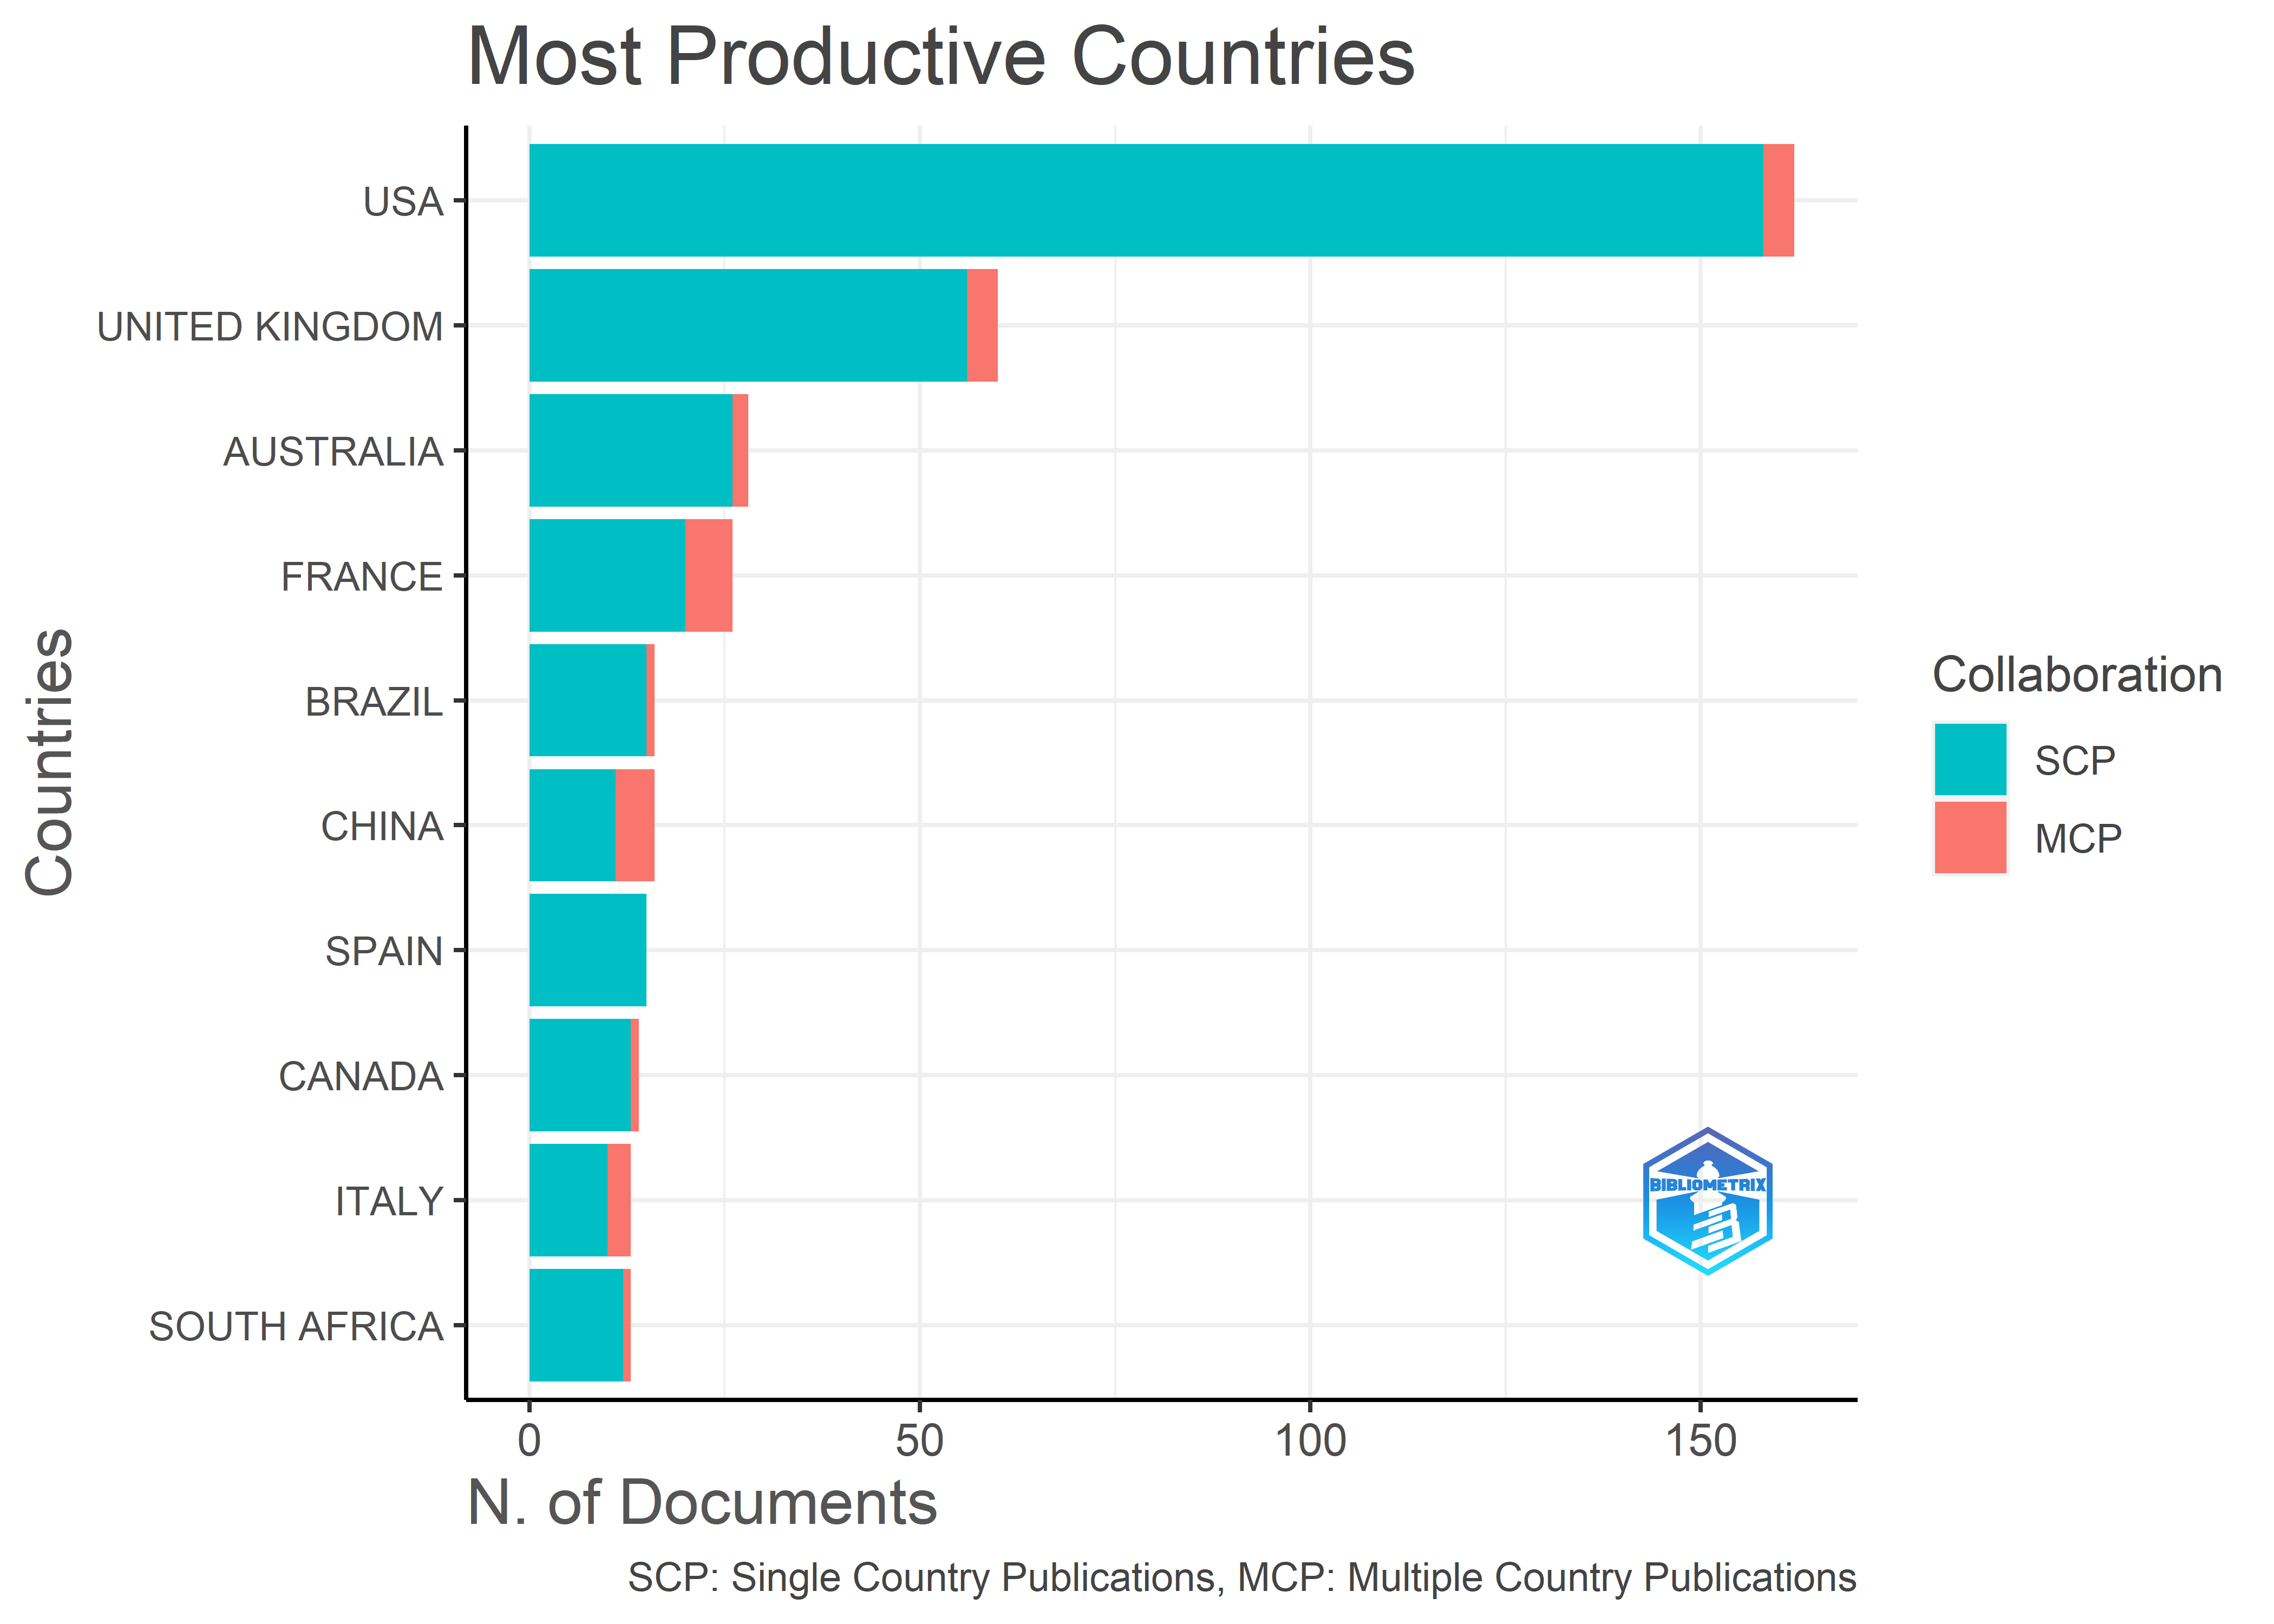 Most Productive Countries
USA
UNITED KINGDOM
AUSTRALIA
FRANCE
BRAZIL
CHINA
SPAIN
CANADA
ITALY
SOUTH AFRICA
Countries
0 50 100 150
N. of Documents
SCP: Single Country Publications, MCP: Multiple Country Publications
Collaboration
SCP
MCP
BIBLIOMETRIX